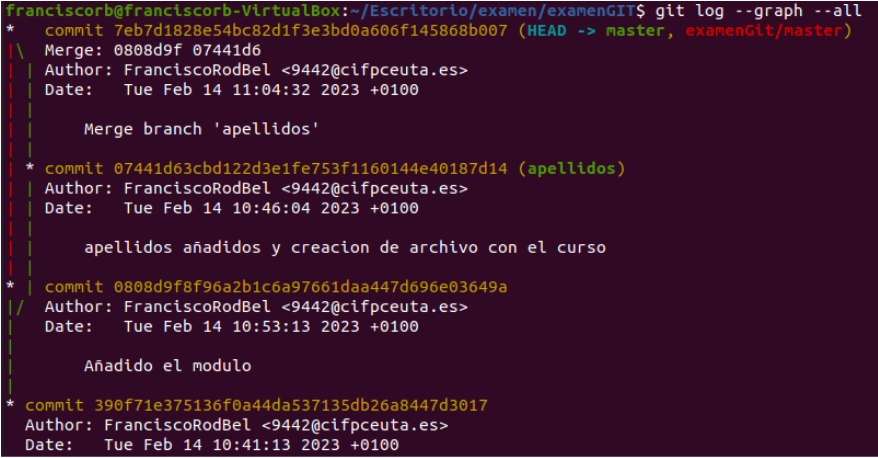 franciscorb@franciscorb-VirtualBox:~/Escritorio/examen/examenGIT$ git log --graph --all
*   commit 7eb7d1828e54bc82d1f3e3bd0a606f145868b007 (HEAD -> master, examenGit/master)
|\  Merge: 0808d9f 07441d6
| | Author: FranciscoRodBel <9442@cifpceuta.es>
| | Date:   Tue Feb 14 11:04:32 2023 +0100
| |
| |     Merge branch 'apellidos'
| |
| * commit 07441d63cbd122d3e1fe753f1160144e40187d14 (apellidos)
| | Author: FranciscoRodBel <9442@cifpceuta.es>
| | Date:   Tue Feb 14 10:46:04 2023 +0100
| |
| |     apellidos añadidos y creacion de archivo con el curso
| |
* | commit 0808d9f8f96a2b1c6a97661daa447d696e03649a
|/  Author: FranciscoRodBel <9442@cifpceuta.es>
|   Date:   Tue Feb 14 10:53:13 2023 +0100
|
|       Añadido el modulo
|
* commit 390f71e375136f0a44da537135db26a8447d3017
  Author: FranciscoRodBel <9442@cifpceuta.es>
  Date:   Tue Feb 14 10:41:13 2023 +0100